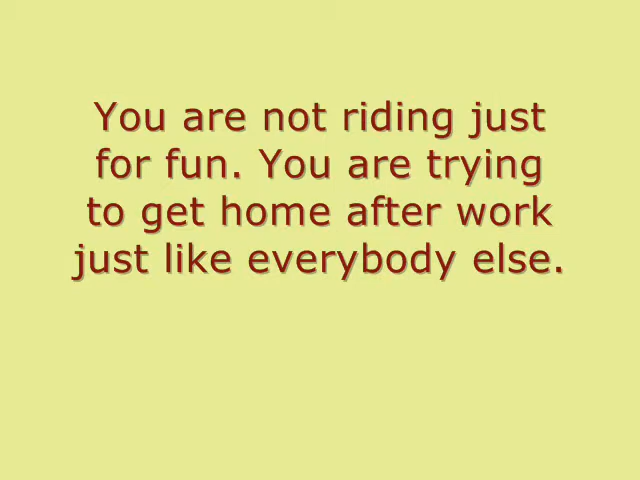 You are not riding just
for fun. You are trying
to get home after work
just like everybody else.